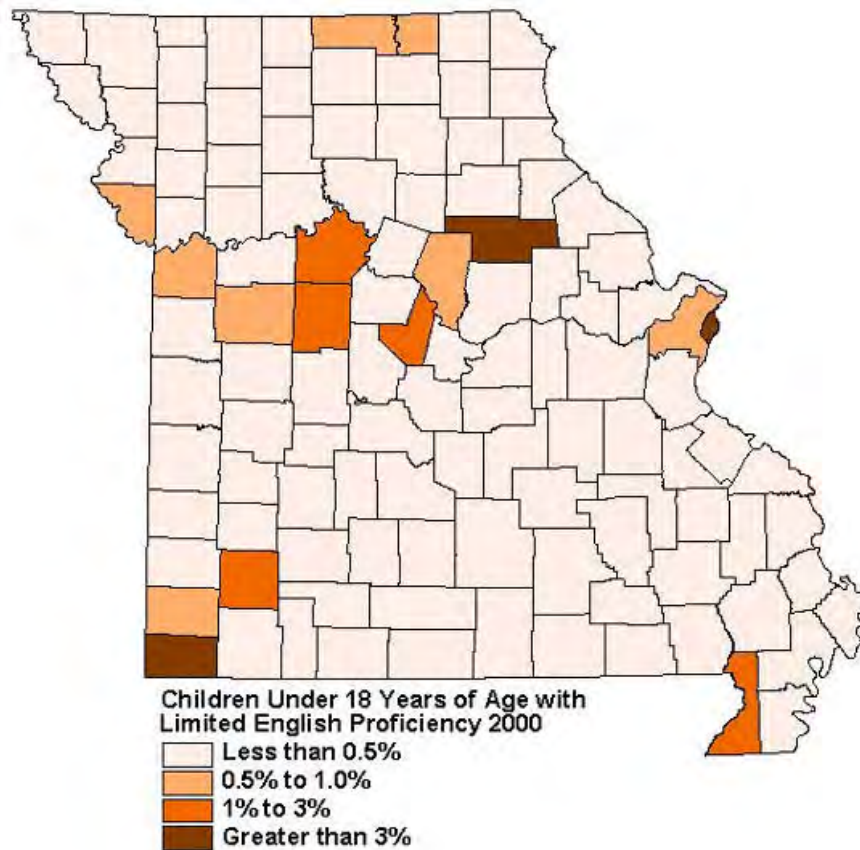 Children Under 18 Years of Age with
Limited English Proficiency 2000
Less than 0.5%
0.5% to 1.0%
1% to 3%
Greater than 3%